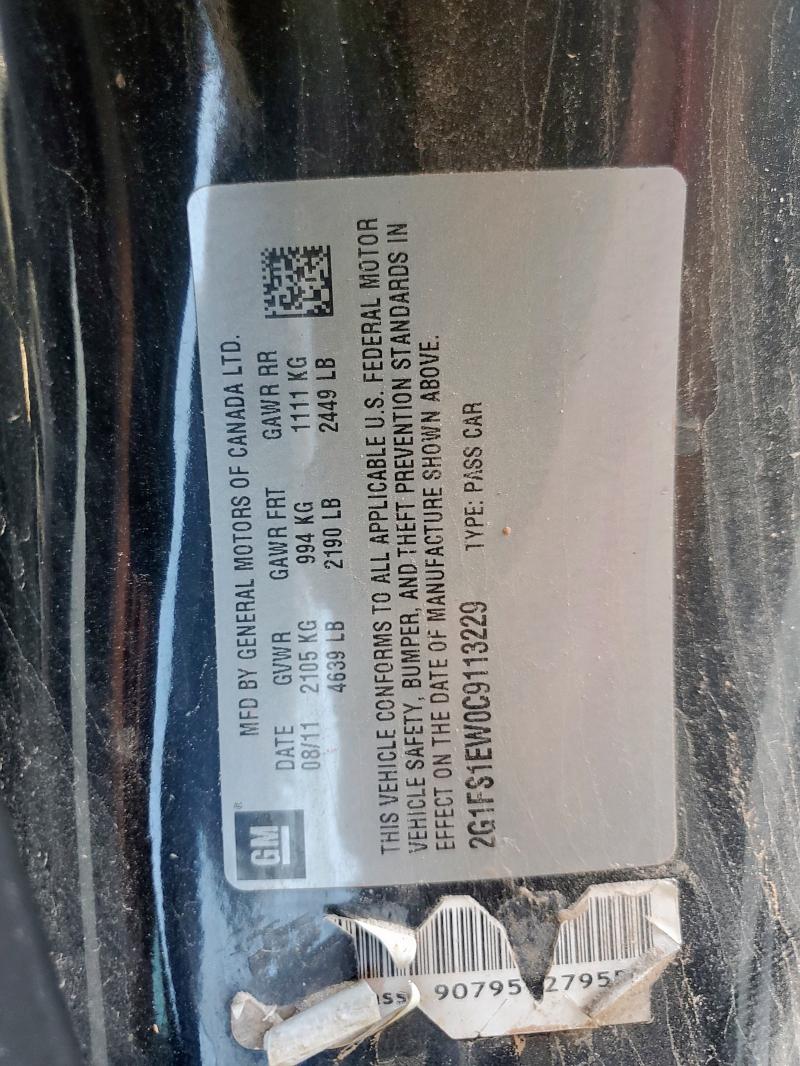 GM
®
MFD BY GENERAL MOTORS OF CANADA LTD.
DATE GVWR GAWR FRT GAWR RR
08/11 2105 KG 994 KG 1111 KG
4639 LB 2190 LB 2449 LB
THIS VEHICLE CONFORMS TO ALL APPLICABLE U.S. FEDERAL MOTOR
VEHICLE SAFETY, BUMPER, AND THEFT PREVENTION STANDARDS IN
EFFECT ON THE DATE OF MANUFACTURE SHOWN ABOVE.
2G1FS1EW0C9113229 TYPE: PASS CAR